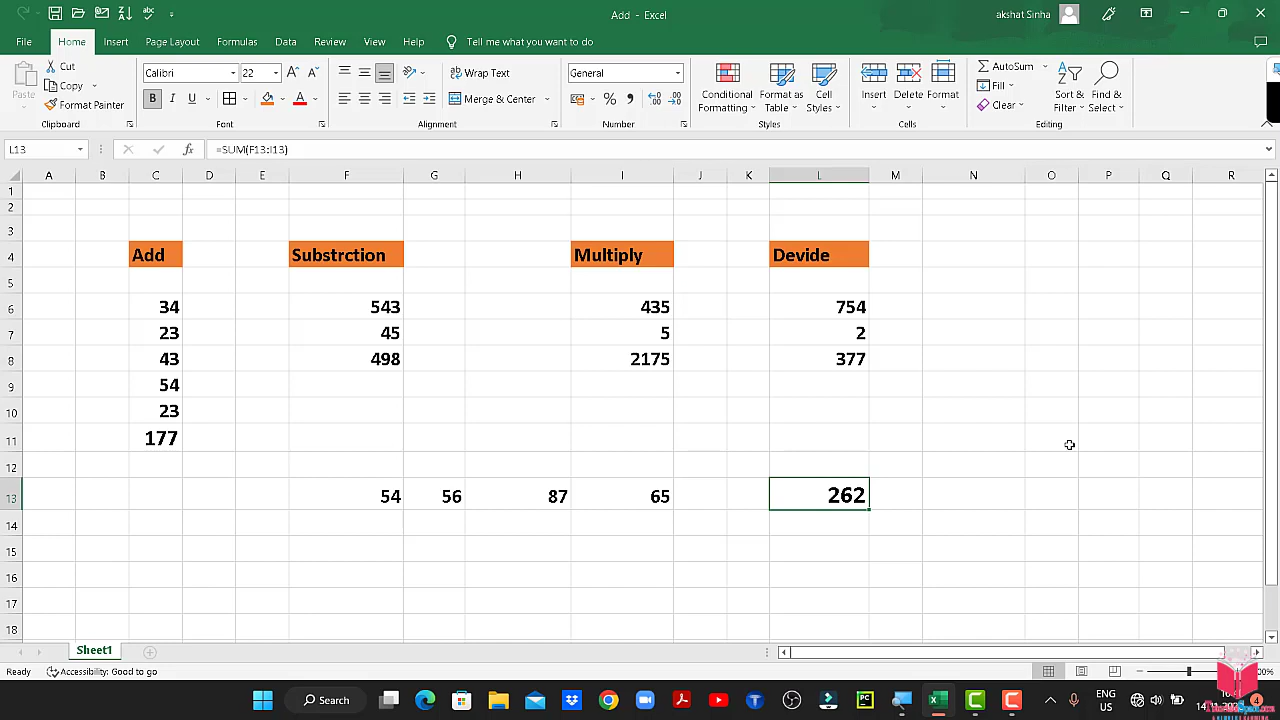 Add - Excel
akshat Sinha
File Home Insert Page Layout Formulas Data Review View Help Tell me what you want to do
Cut
Copy
Format Painter
Paste
Clipboard
Calibri 22
B I U
Font
Wrap Text
Merge & Center
Alignment
General
Number
Conditional Formatting
Format as Table
Cell Styles
Styles
Insert
Delete
Format
Cells
AutoSum
Fill
Clear
Sort & Filter
Find & Select
Editing
L13 fx =SUM(F13:I13)
A B C D E F G H I J K L M N O P Q R
1
2
3
4 Add Substrction Multiply Devide
5
6 34 543 435 754
7 23 45 5 2
8 43 498 2175 377
9 54
10 23
11 177
12
13 54 56 87 65 262
14
15
16
17
18
Sheet1
Ready Accessibility: Good to go
Search
US